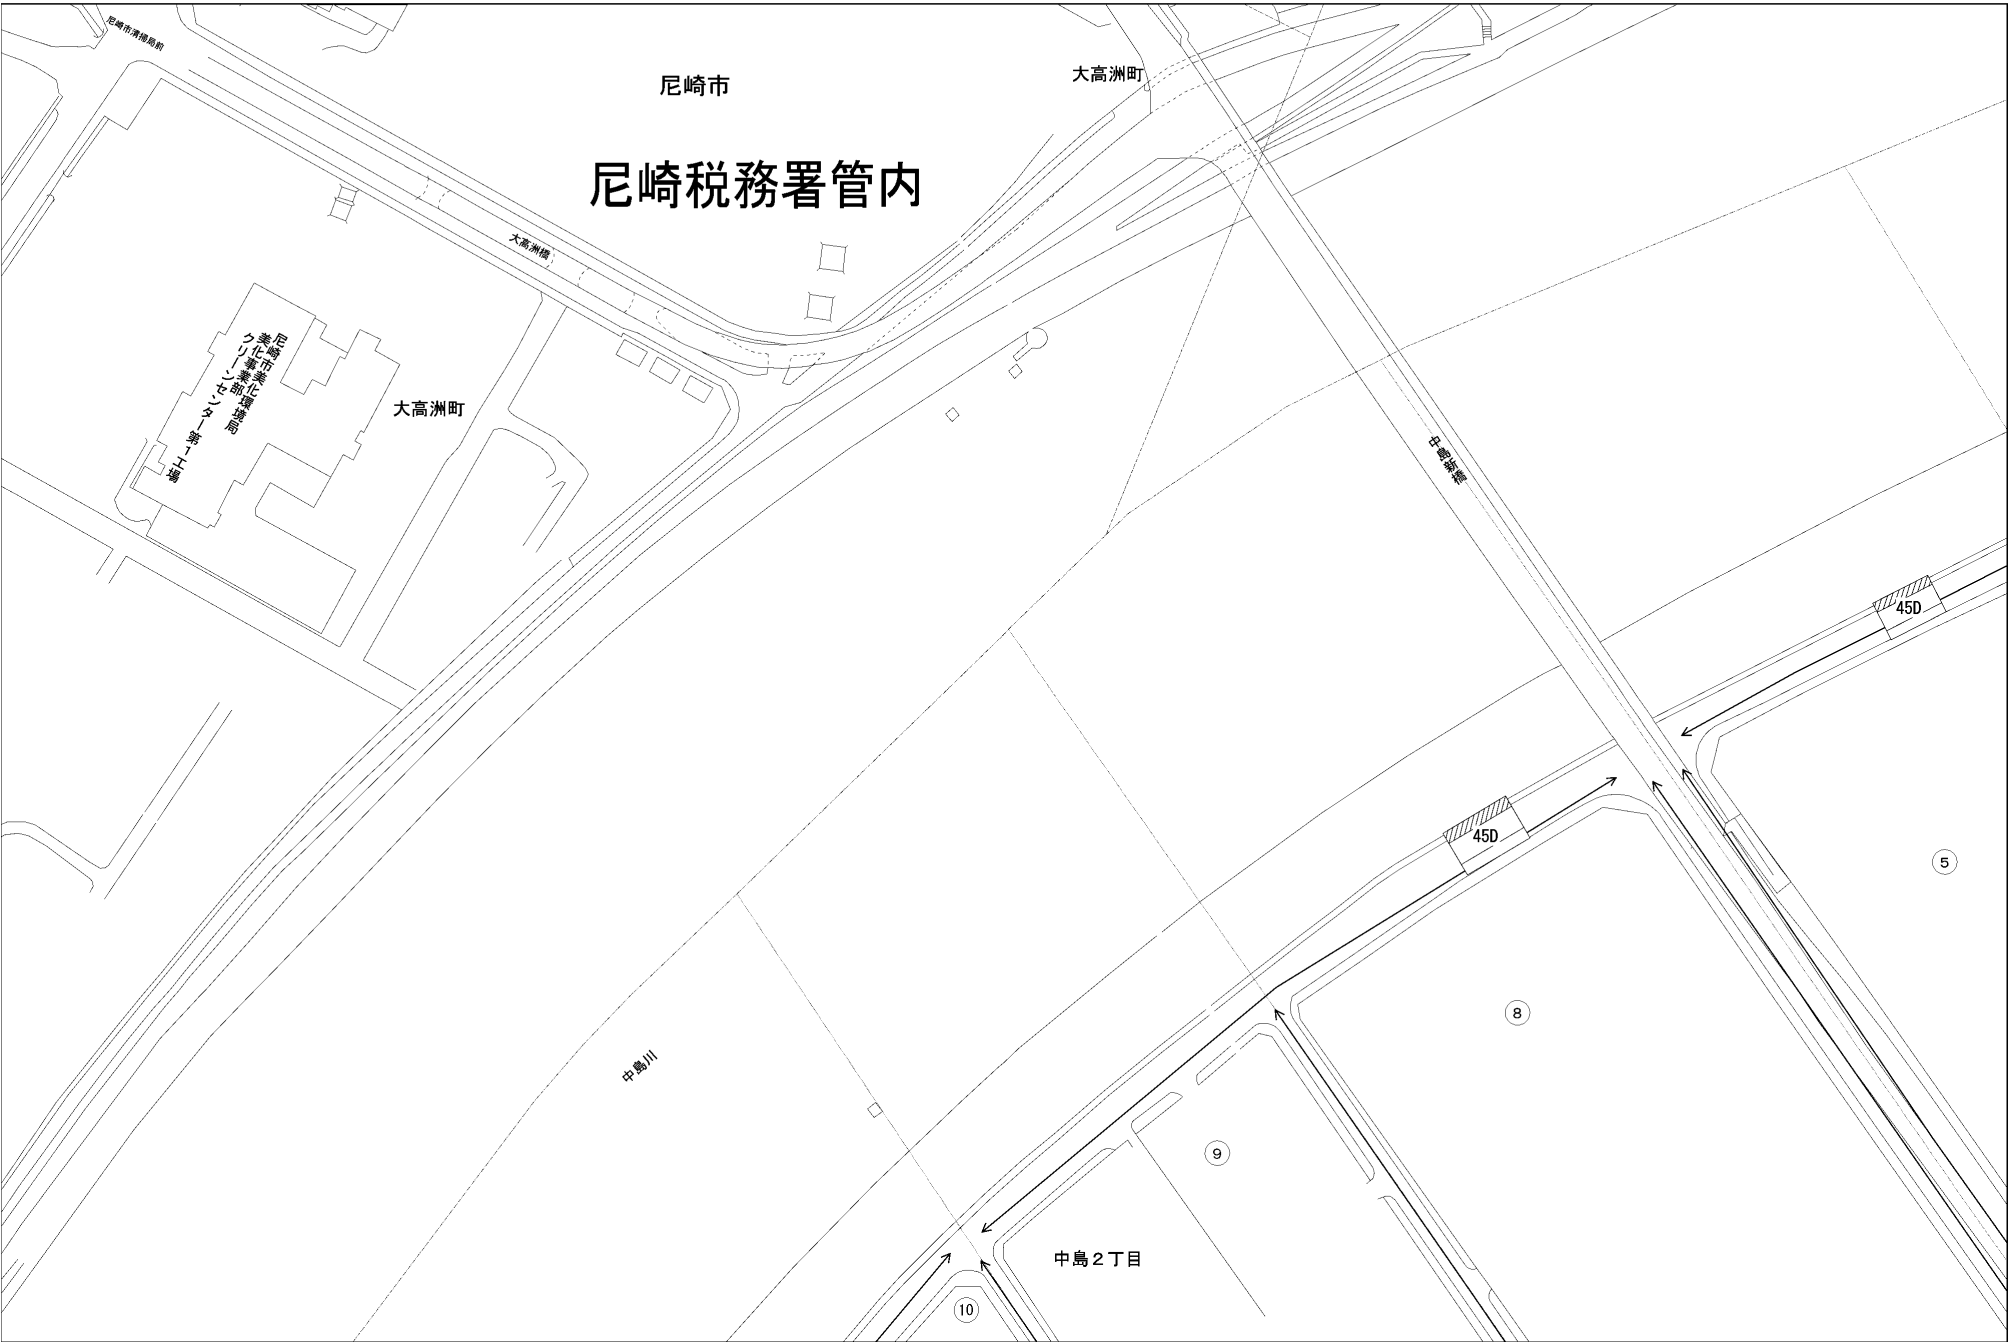 尼崎市清掃局前
尼崎市
大高洲町
尼崎税務署管内
大高洲橋
尼崎市美化環境局
美化事業部
クリーンセンター第1工場
大高洲町
中島新橋
45D
45D
5
8
中島川
9
中島2丁目
10